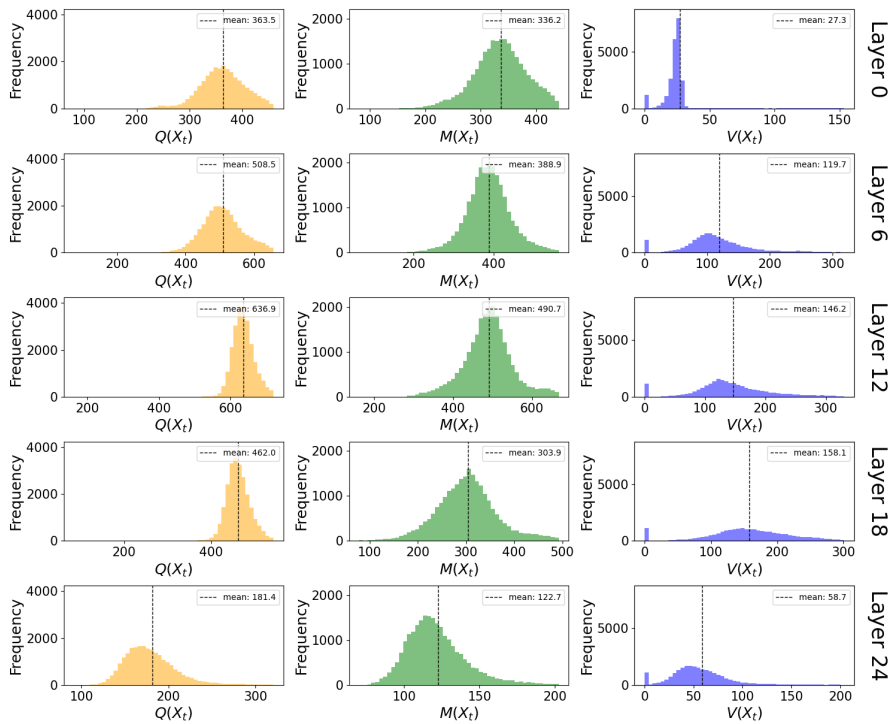 Frequency
4000
2000
0
mean: 363.5
100
200
300
400
Q(X_t)
Frequency
2000
1000
0
mean: 336.2
100
200
300
400
M(X_t)
Frequency
5000
0
mean: 27.3
0
50
100
150
V(X_t)
Layer 0
Frequency
4000
2000
0
mean: 508.5
200
400
600
Q(X_t)
Frequency
2000
1000
0
mean: 388.9
200
400
M(X_t)
Frequency
5000
0
mean: 119.7
0
100
200
300
V(X_t)
Layer 6
Frequency
4000
2000
0
mean: 636.9
200
400
600
Q(X_t)
Frequency
2000
1000
0
mean: 490.7
200
400
600
M(X_t)
Frequency
5000
0
mean: 146.2
0
100
200
300
V(X_t)
Layer 12
Frequency
4000
2000
0
mean: 462.0
200
400
Q(X_t)
Frequency
2000
1000
0
mean: 303.9
100
200
300
400
500
M(X_t)
Frequency
5000
0
mean: 158.1
0
100
200
300
V(X_t)
Layer 18
Frequency
4000
2000
0
mean: 181.4
100
200
300
Q(X_t)
Frequency
2000
1000
0
mean: 122.7
100
150
200
M(X_t)
Frequency
5000
0
mean: 58.7
0
50
100
150
200
V(X_t)
Layer 24